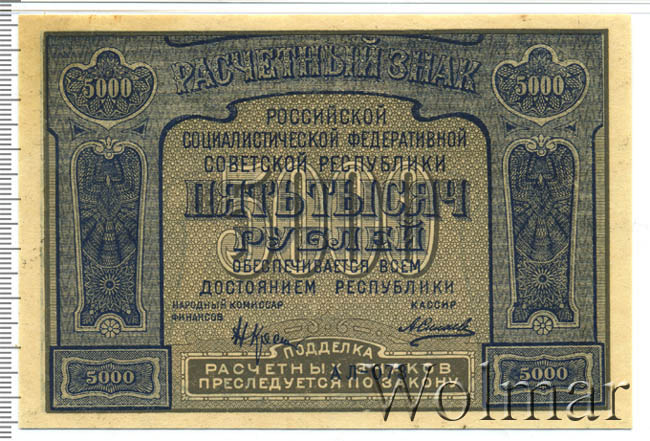 5000 РАСЧЕТНЫЙ ЗНАК 5000
РОССИЙСКОЙ
СОЦИАЛИСТИЧЕСКОЙ ФЕДЕРАТИВНОЙ
СОВЕТСКОЙ РЕСПУБЛИКИ
5000
ПЯТЬ ТЫСЯЧ
РУБЛЕЙ
ОБЕСПЕЧИВАЕТСЯ ВСЕМ
ДОСТОЯНИЕМ РЕСПУБЛИКИ
НАРОДНЫЙ КОМИССАР КАССИР
ФИНАНСОВ
ПОДДЕЛКА
5000 РАСЧЕТНЫХ ЗНАКОВ 5000
ПРЕСЛЕДУЕТСЯ ПО ЗАКОНУ
Wolmar